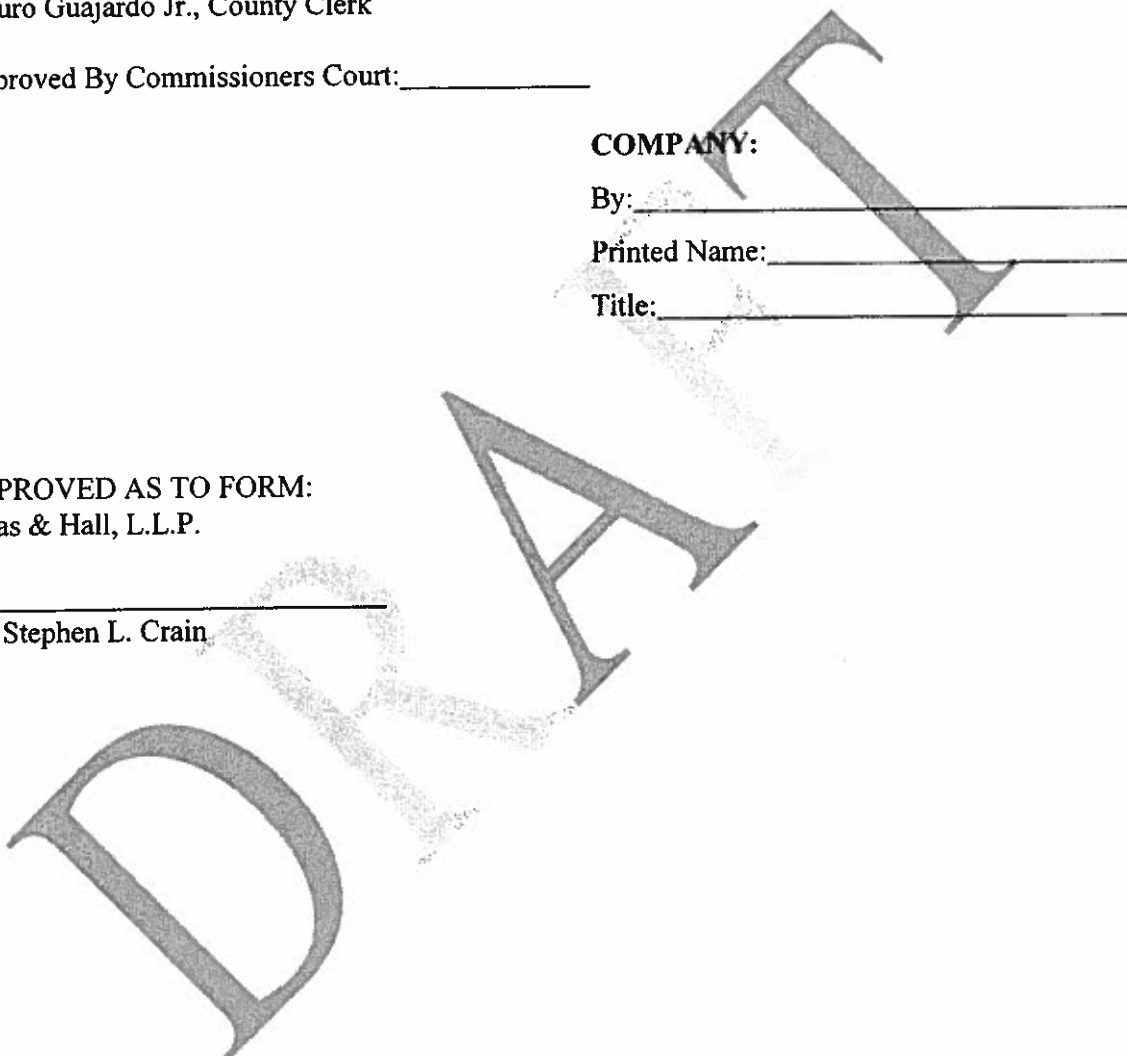 uro Guajardo Jr., County Clerk
proved By Commissioners Court:
COMPANY:
By:
Printed Name:
Title:
PROVED AS TO FORM:
as & Hall, L.L.P.
Stephen L. Crain
DRAFT